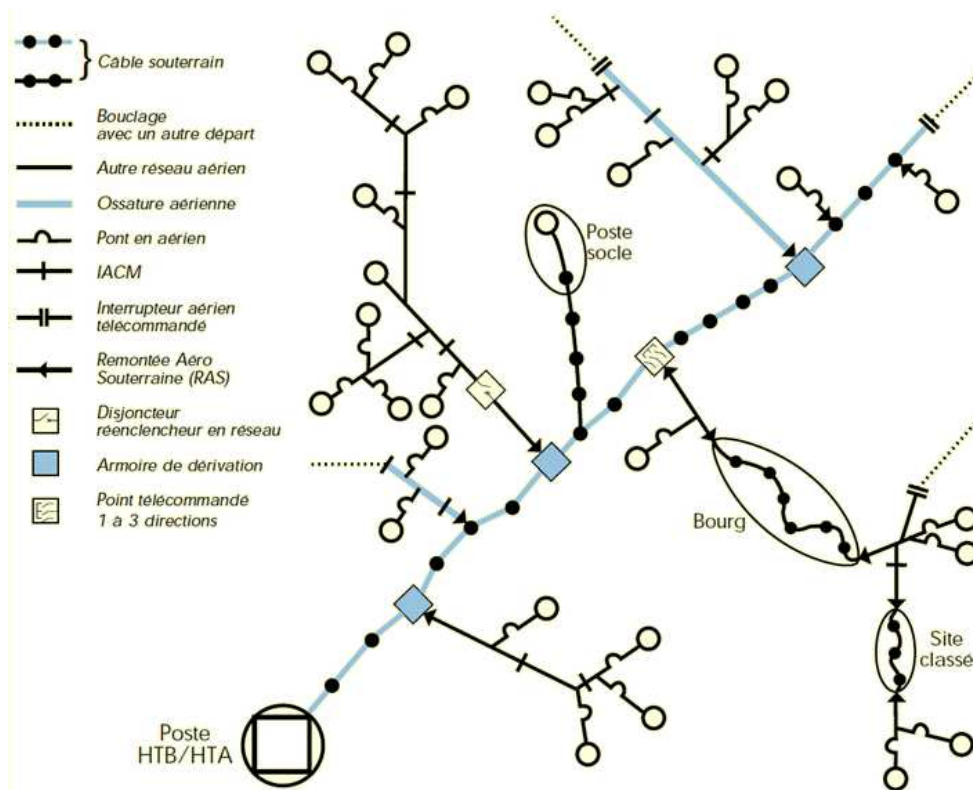 Câble souterrain
Bouclage
avec un autre départ
Autre réseau aérien
Ossature aérienne
Pont en aérien
IACM
Interrupteur aérien
télécommandé
Remontée Aéro
Souterraine (RAS)
Disjoncteur
réenclencheur en réseau
Armoire de dérivation
Point télécommandé
1 à 3 directions
Poste
socle
Bourg
Site
classé
Poste
HTB/HTA